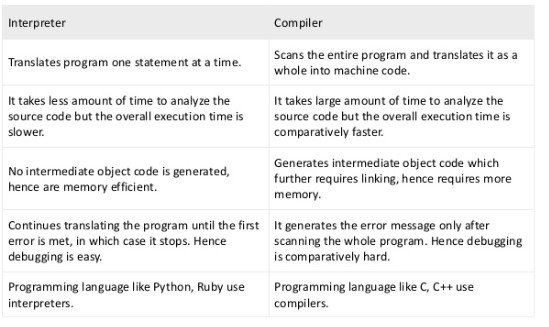 Interpreter
Compiler
Translates program one statement at a time.
Scans the entire program and translates it as a
whole into machine code.
It takes less amount of time to analyze the
source code but the overall execution time is
slower.
It takes large amount of time to analyze the
source code but the overall execution time is
comparatively faster.
No intermediate object code is generated,
hence are memory efficient.
Generates intermediate object code which
further requires linking, hence requires more
memory.
Continues translating the program until the first
error is met, in which case it stops. Hence
debugging is easy.
It generates the error message only after
scanning the whole program. Hence debugging
is comparatively hard.
Programming language like Python, Ruby use
interpreters.
Programming language like C, C++ use
compilers.